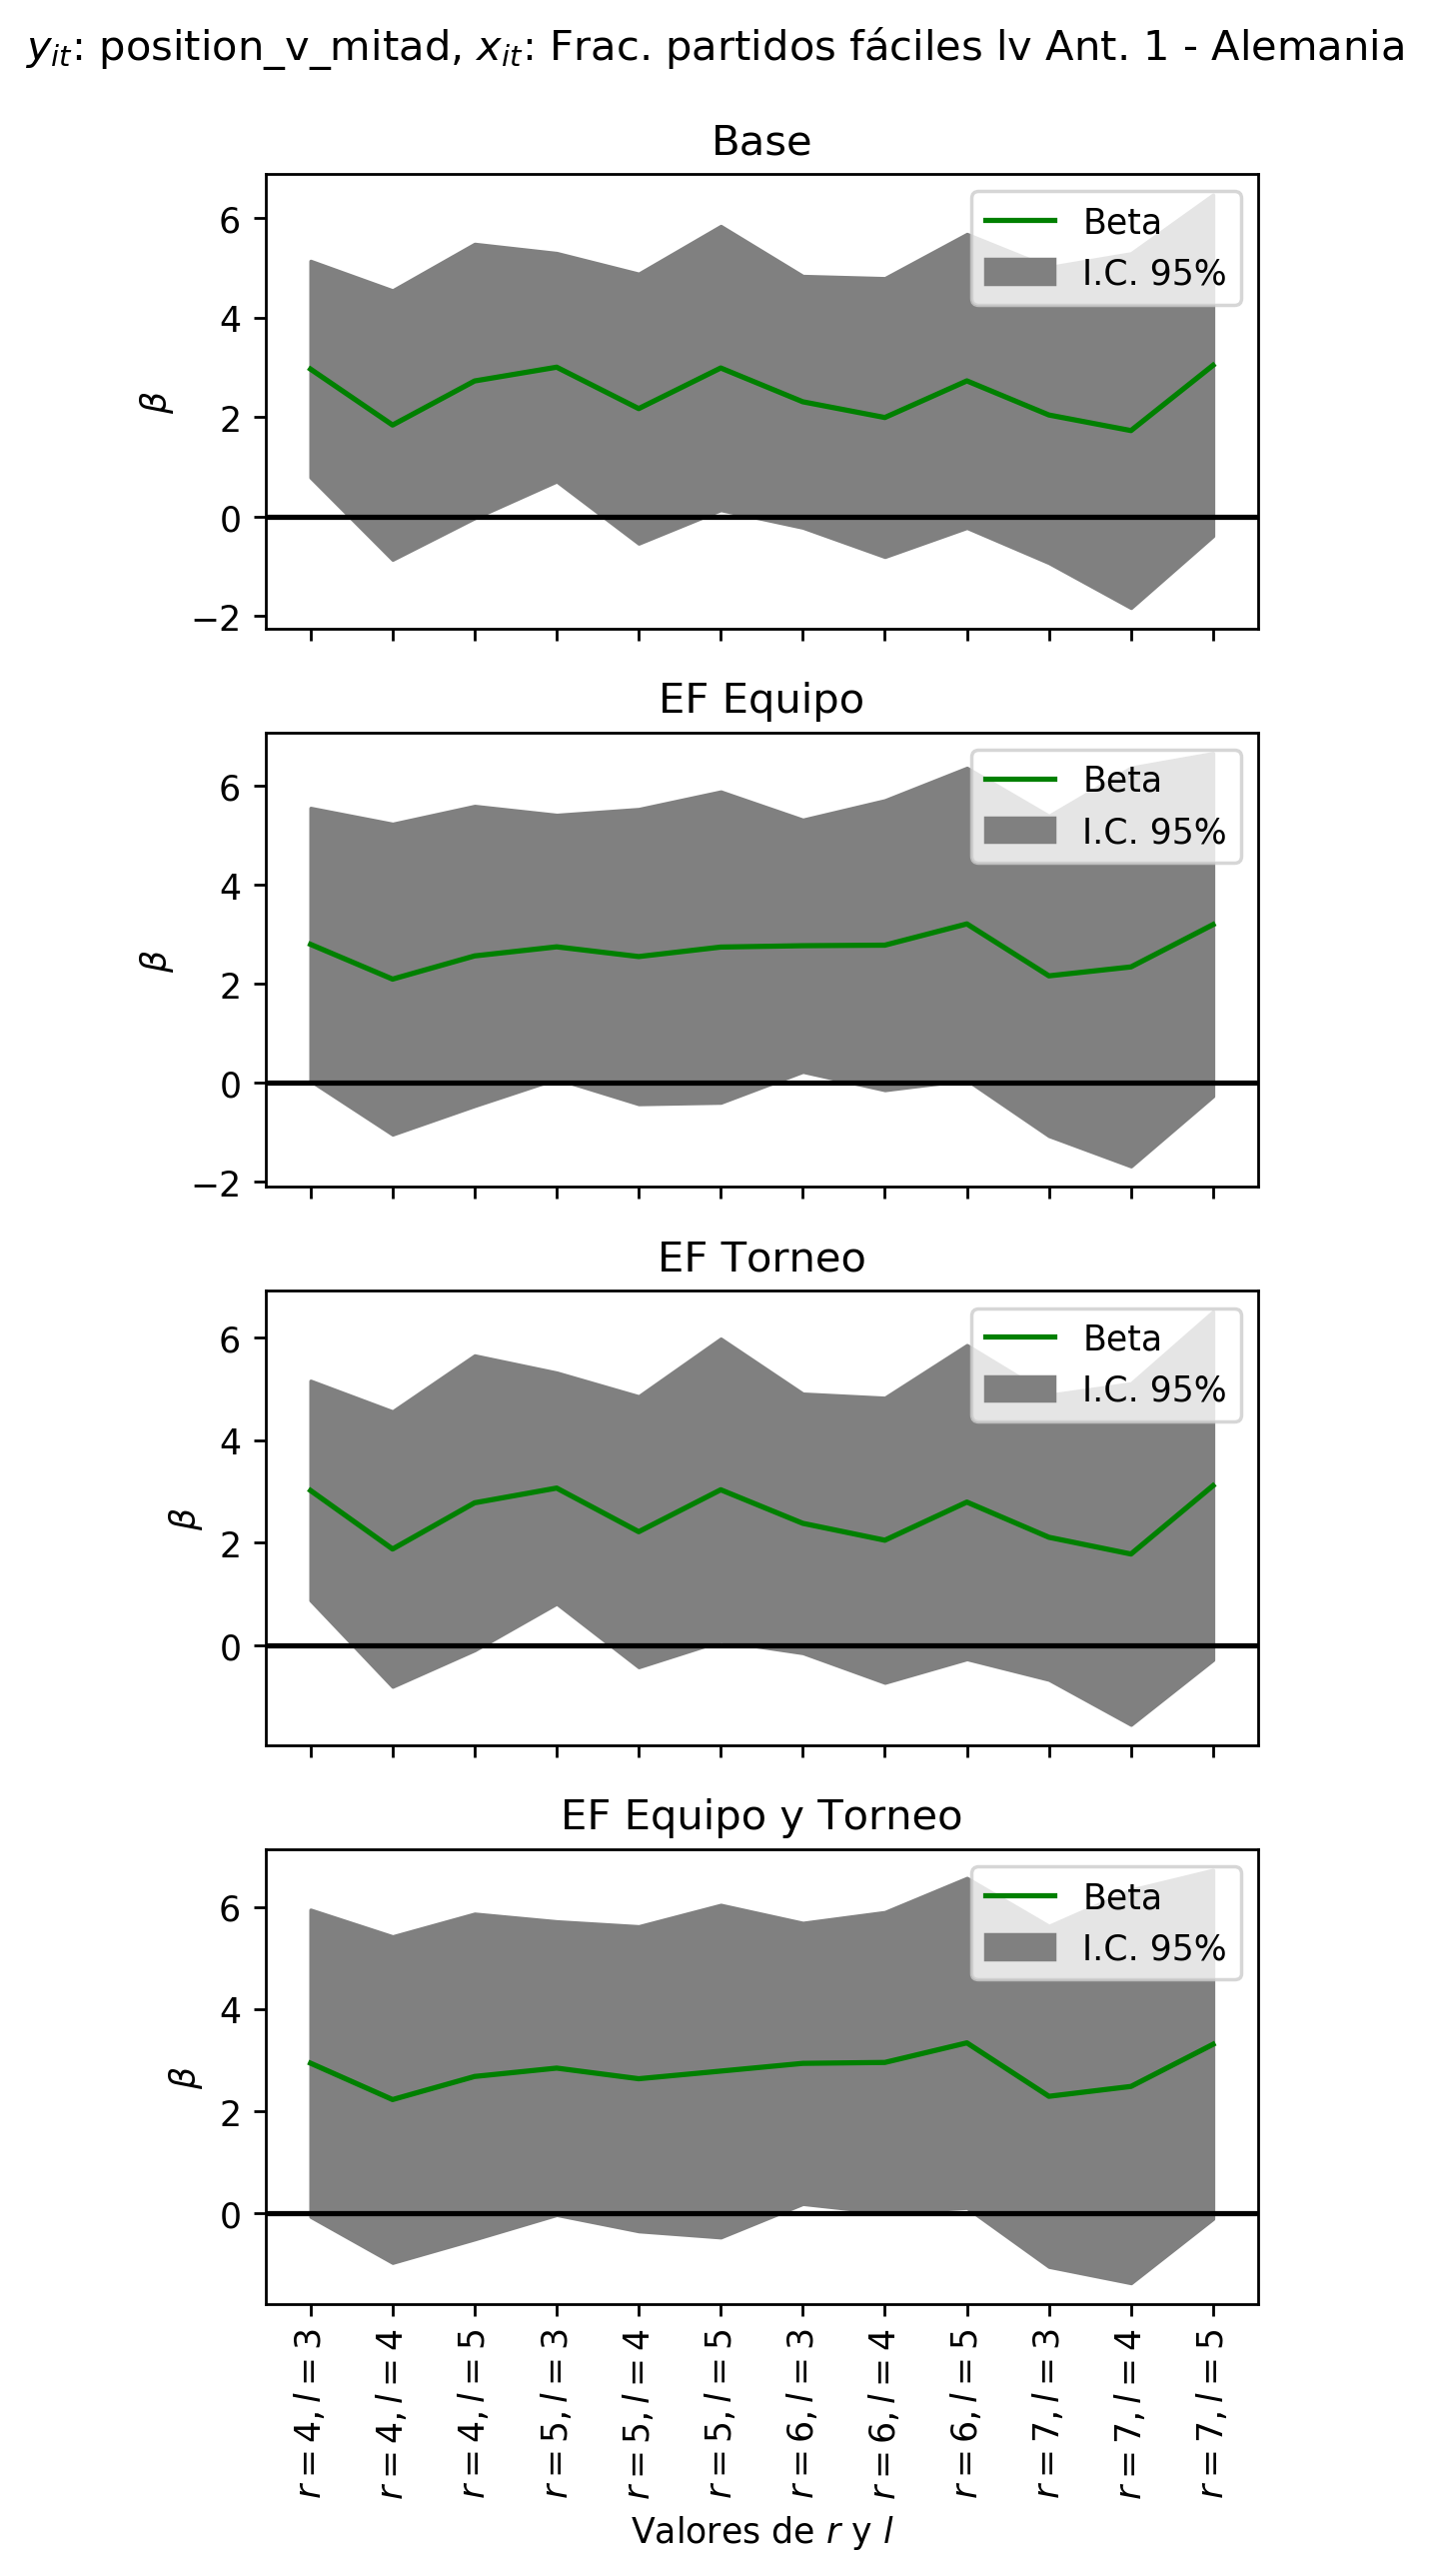 y_it: position_v_mitad, x_it: Frac. partidos fáciles lv Ant. 1 - Alemania
Base
Beta
I.C. 95%
6
4
2
0
−2
β
EF Equipo
Beta
I.C. 95%
6
4
2
0
−2
β
EF Torneo
Beta
I.C. 95%
6
4
2
0
β
EF Equipo y Torneo
Beta
I.C. 95%
6
4
2
0
β
r = 4, l = 3
r = 4, l = 4
r = 4, l = 5
r = 5, l = 3
r = 5, l = 4
r = 5, l = 5
r = 6, l = 3
r = 6, l = 4
r = 6, l = 5
r = 7, l = 3
r = 7, l = 4
r = 7, l = 5
Valores de r y l